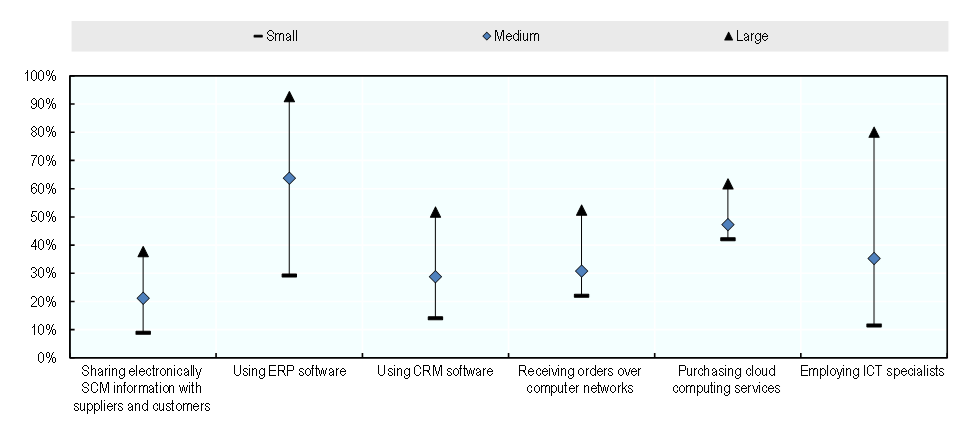 Small Medium Large
100%
90%
80%
70%
60%
50%
40%
30%
20%
10%
0%
Sharing electronically
SCM information with
suppliers and customers
Using ERP software
Using CRM software
Receiving orders over
computer networks
Purchasing cloud
computing services
Employing ICT specialists